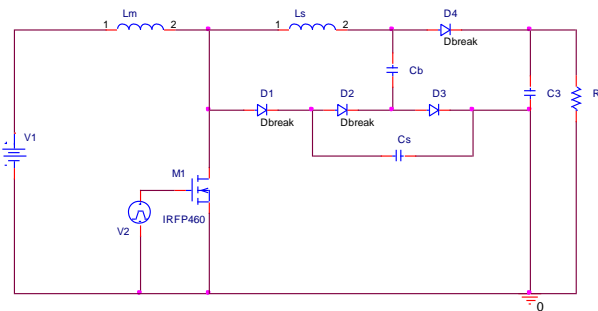 Lm
1 2
Ls
1 2
D4
Dbreak
Cb
D1
Dbreak
D2
Dbreak
D3
C3
R
Cs
V1
M1
IRFP460
V2
0